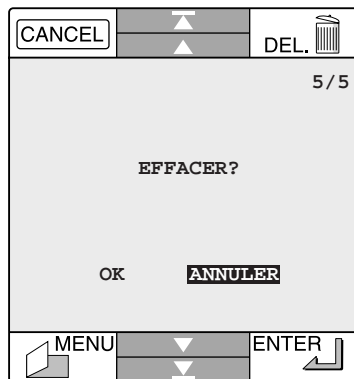 CANCEL DEL.
5/5
EFFACER?
OK ANNULER
MENU ENTER